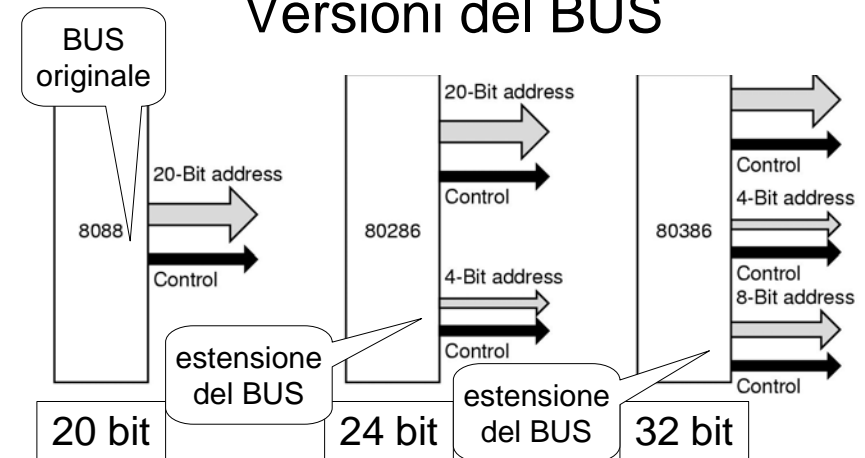 Versioni del BUS
BUS
originale
20-Bit address
8088
Control
20 bit
20-Bit address
Control
80286
4-Bit address
Control
estensione
del BUS
24 bit
Control
4-Bit address
80386
Control
8-Bit address
Control
estensione
del BUS
32 bit